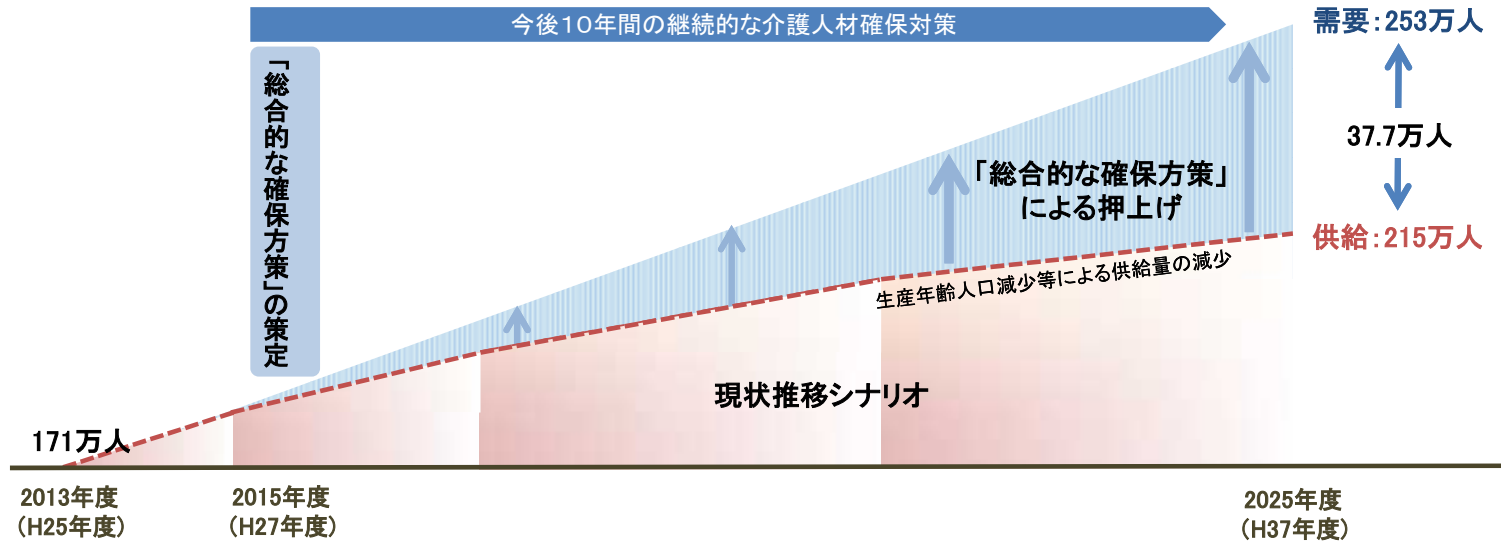 今後10年間の継続的な介護人材確保対策
「総合的な確保方策」の策定
需要:253万人
37.7万人
供給:215万人
「総合的な確保方策」
による押上げ
生産年齢人口減少等による供給量の減少
現状推移シナリオ
171万人
2013年度
(H25年度)
2015年度
(H27年度)
2025年度
(H37年度)